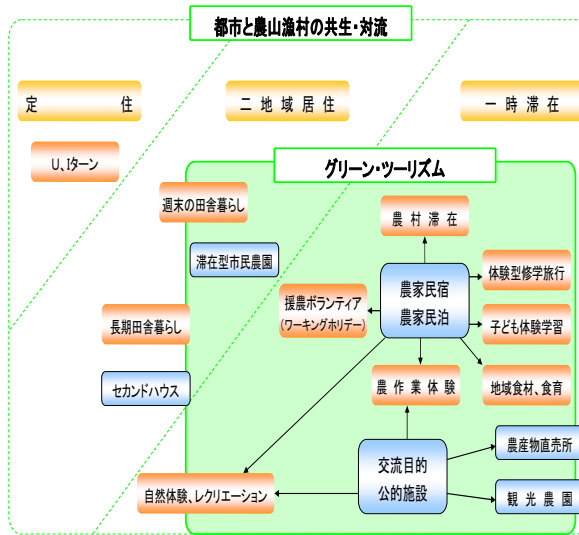 都市と農山漁村の共生・対流
定　住
二地域居住
一時滞在
U、Iターン
グリーン・ツーリズム
週末の田舎暮らし
農村滞在
滞在型市民農園
農家民宿
農家民泊
体験型修学旅行
援農ボランティア
(ワーキングホリデー)
長期田舎暮らし
子ども体験学習
セカンドハウス
農作業体験
地域食材、食育
交流目的
公的施設
農産物直売所
自然体験、レクリエーション
観光農園